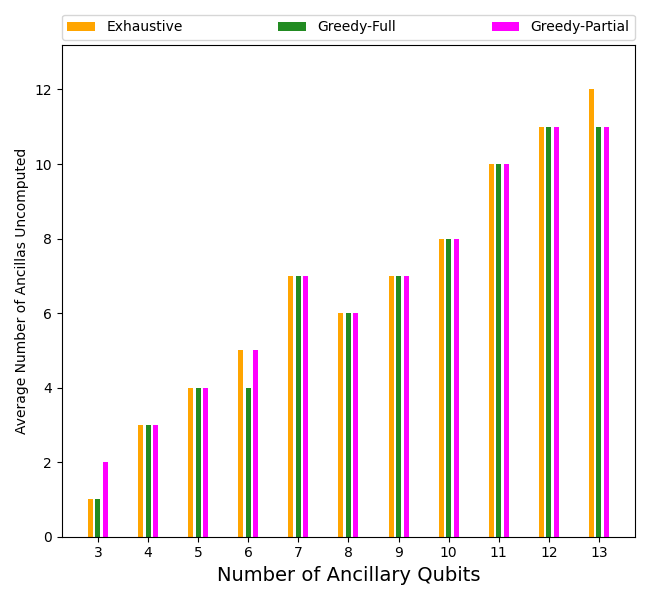 Exhaustive Greedy-Full Greedy-Partial
Average Number of Ancillas Uncomputed
12
10
8
6
4
2
0
3 4 5 6 7 8 9 10 11 12 13
Number of Ancillary Qubits